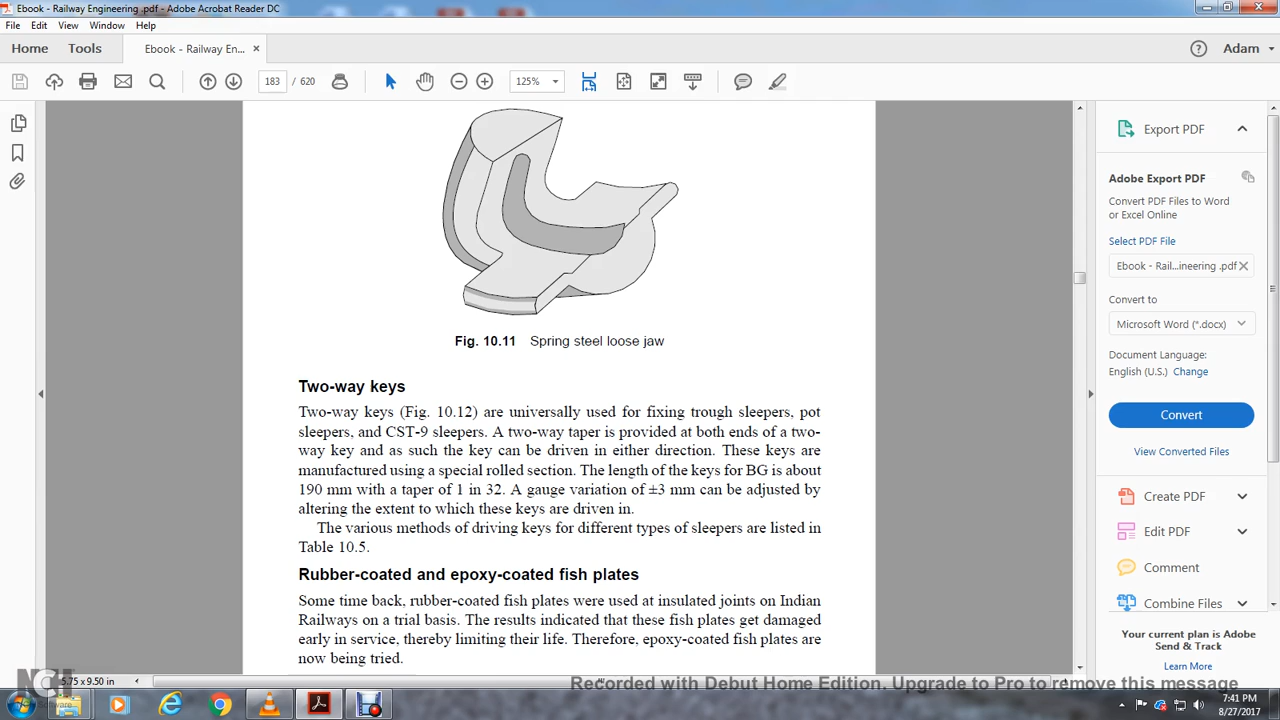 Ebook - Railway Engineering .pdf - Adobe Acrobat Reader DC
File Edit View Window Help
Home Tools Ebook - Railway En... × Adam
183 / 620 125%
Fig. 10.11 Spring steel loose jaw
Two-way keys
Two-way keys (Fig. 10.12) are universally used for fixing trough sleepers, pot
sleepers, and CST-9 sleepers. A two-way taper is provided at both ends of a two-
way key and as such the key can be driven in either direction. These keys are
manufactured using a special rolled section. The length of the keys for BG is about
190 mm with a taper of 1 in 32. A gauge variation of ±3 mm can be adjusted by
altering the extent to which these keys are driven in.
The various methods of driving keys for different types of sleepers are listed in
Table 10.5.
Rubber-coated and epoxy-coated fish plates
Some time back, rubber-coated fish plates were used at insulated joints on Indian
Railways on a trial basis. The results indicated that these fish plates get damaged
early in service, thereby limiting their life. Therefore, epoxy-coated fish plates are
now being tried.
Export PDF
Adobe Export PDF
Convert PDF Files to Word
or Excel Online
Select PDF File
Ebook - Rail...ineering .pdf ×
Convert to
Microsoft Word (*.docx)
Document Language:
English (U.S.) Change
Convert
View Converted Files
Create PDF
Edit PDF
Comment
Combine Files
Your current plan is Adobe
Send & Track
Learn More
5.75 x 9.50 in
NCH
Recorded with Debut Home Edition. Upgrade to Pro to remove this message
7:41 PM
8/27/2017